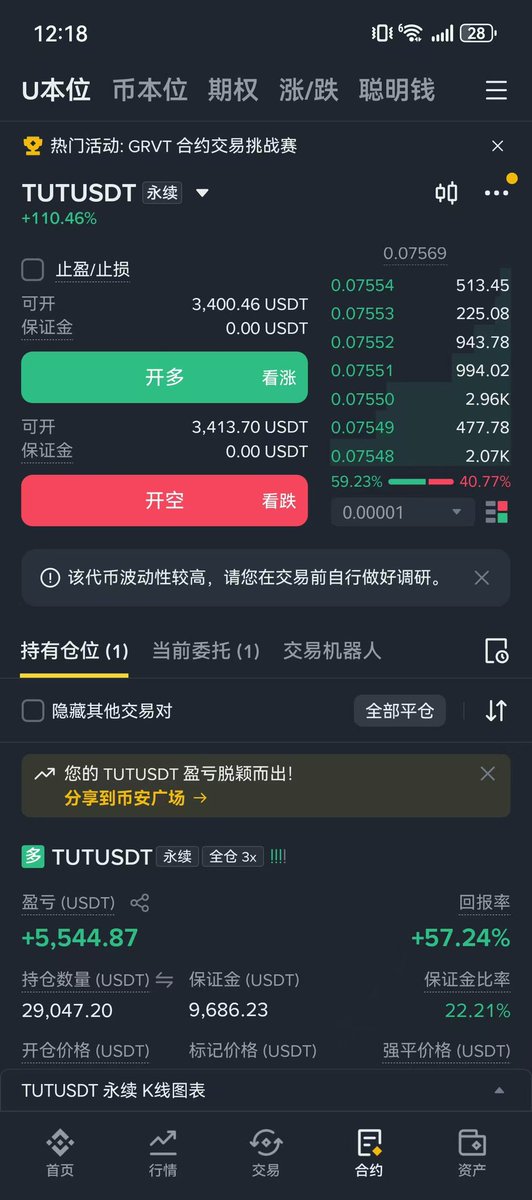 12:18
6
28
U本位 币本位 期权 涨/跌 聪明钱
热门活动: GRVT 合约交易挑战赛
TUTUSDT 永续
+110.46%
0.07569
止盈/止损
可开 3,400.46 USDT
保证金 0.00 USDT
开多 看涨
可开 3,413.70 USDT
保证金 0.00 USDT
开空 看跌
0.07554 513.45
0.07553 225.08
0.07552 943.78
0.07551 994.02
0.07550 2.96K
0.07549 477.78
0.07548 2.07K
59.23% 40.77%
0.00001
该代币波动性较高，请您在交易前自行做好调研。
持有仓位 (1) 当前委托 (1) 交易机器人
隐藏其他交易对 全部平仓
您的 TUTUSDT 盈亏脱颖而出！
分享到币安广场 →
多 TUTUSDT 永续 全仓 3x !!!!
盈亏 (USDT) 回报率
+5,544.87 +57.24%
持仓数量 (USDT) 保证金 (USDT) 保证金比率
29,047.20 9,686.23 22.21%
开仓价格 (USDT) 标记价格 (USDT) 强平价格 (USDT)
TUTUSDT 永续 K线图表
首页 行情 交易 合约 资产